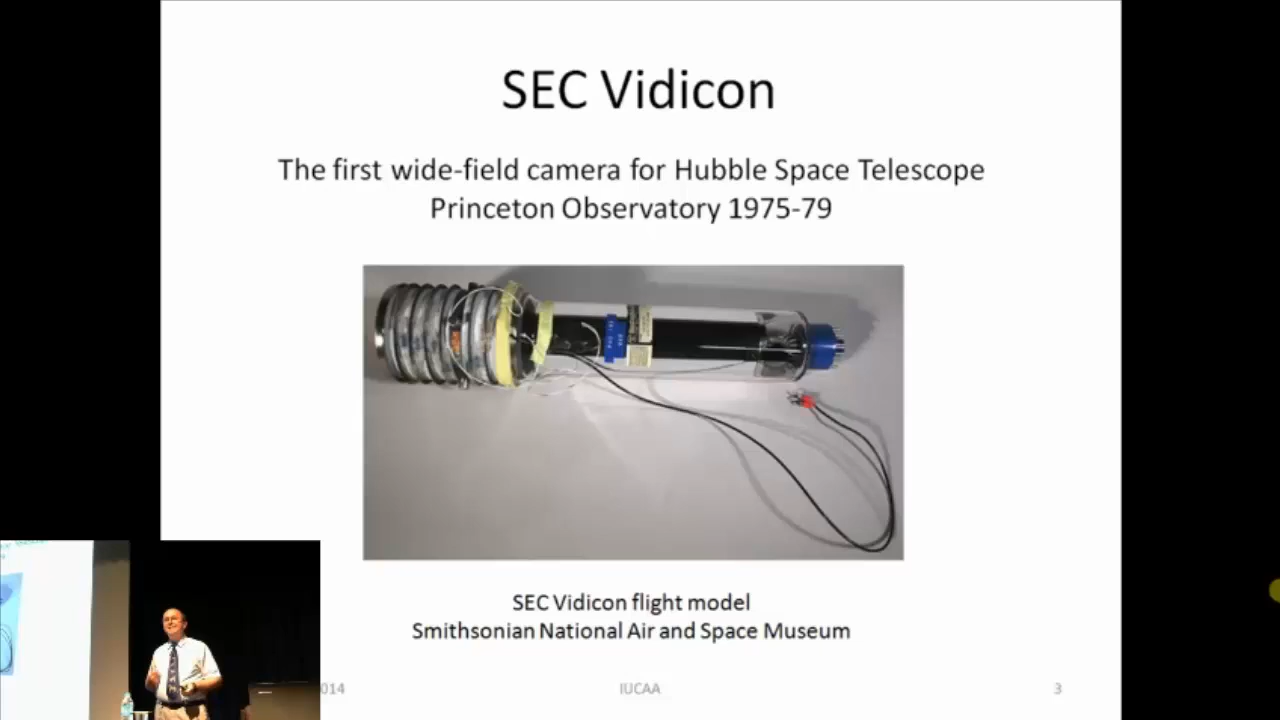 SEC Vidicon
The first wide-field camera for Hubble Space Telescope
Princeton Observatory 1975-79
SEC Vidicon flight model
Smithsonian National Air and Space Museum
014
IUCAA
3